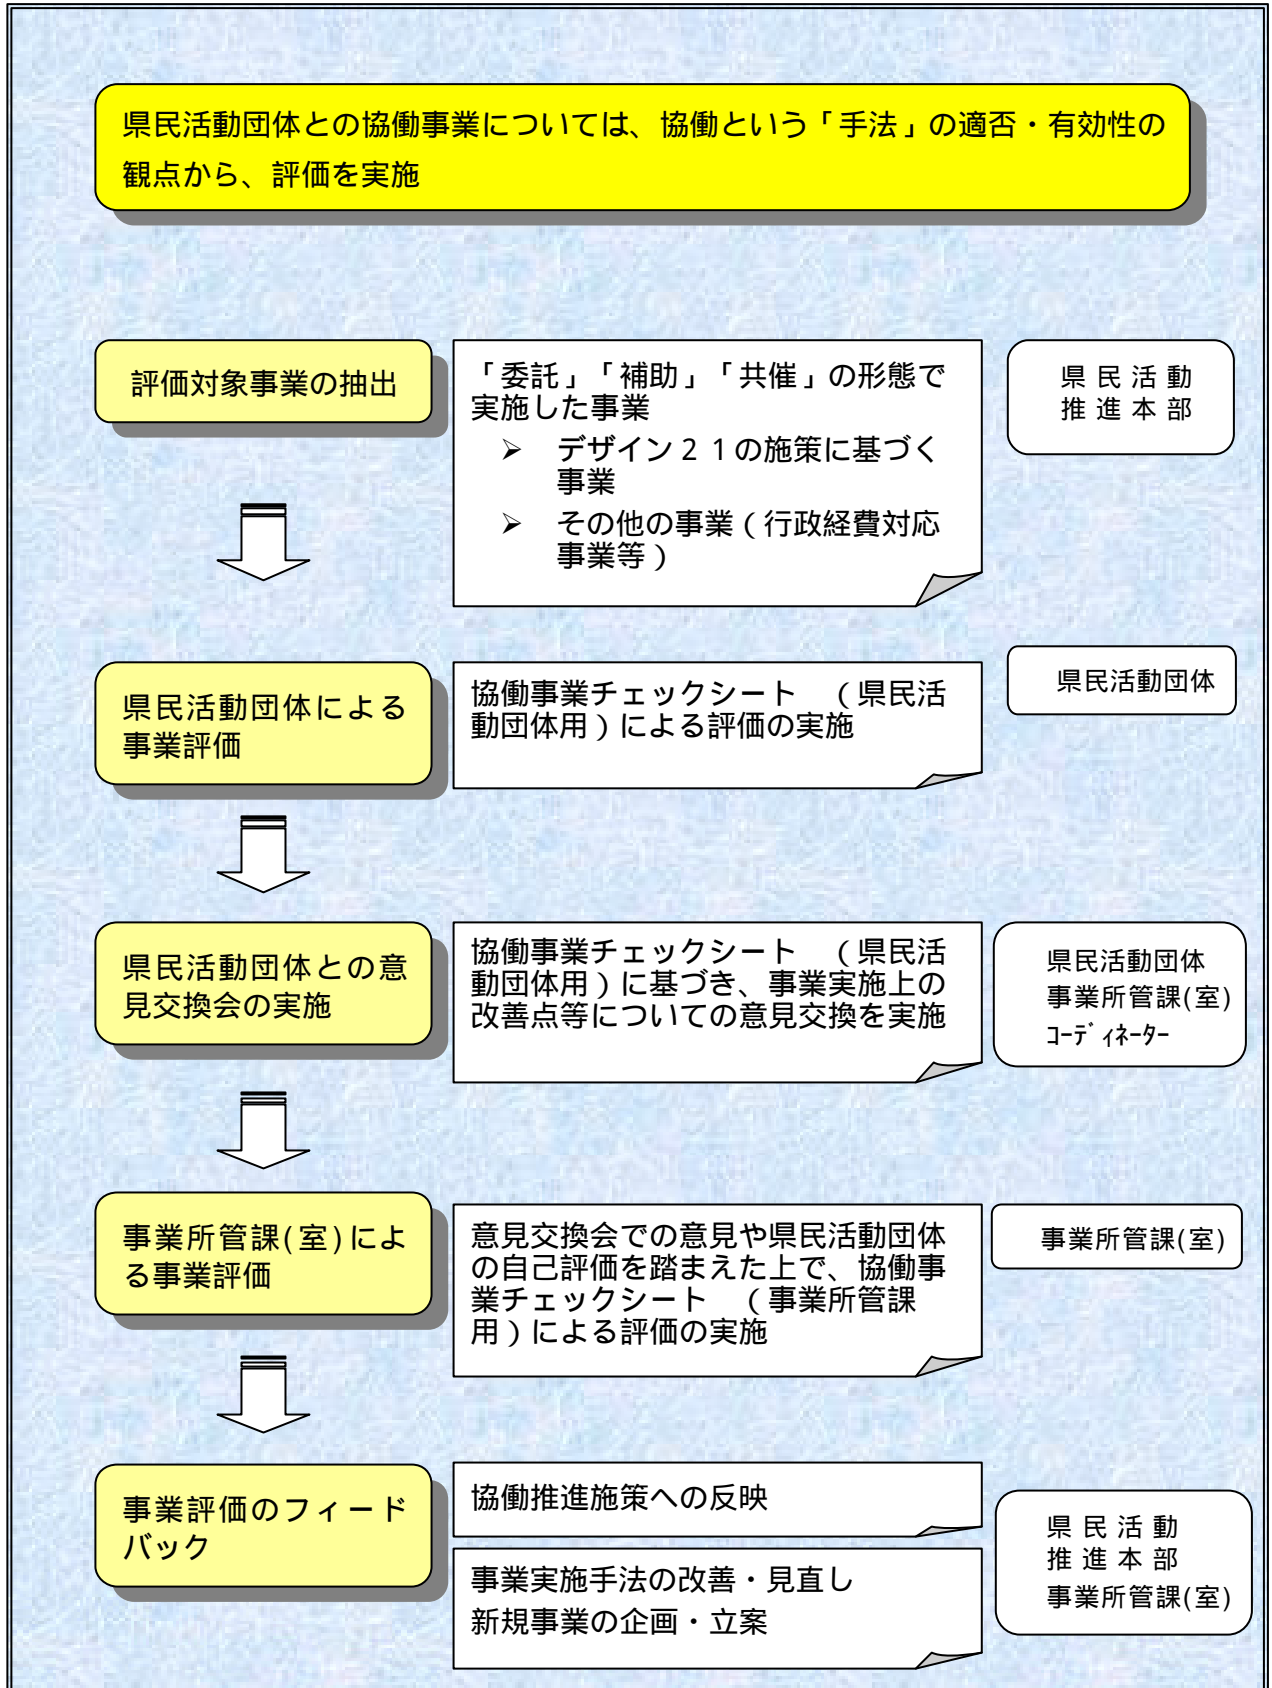 県民活動団体との協働事業については、協働という「手法」の適否・有効性の
観点から、評価を実施
評価対象事業の抽出
「委託」「補助」「共催」の形態で
実施した事業
➢ デザイン21の施策に基づく
事業
➢ その他の事業（行政経費対応
事業等）
県民活動
推進本部
県民活動団体による
事業評価
協働事業チェックシート　（県民活
動団体用）による評価の実施
県民活動団体
県民活動団体との意
見交換会の実施
協働事業チェックシート　（県民活
動団体用）に基づき、事業実施上の
改善点等についての意見交換を実施
県民活動団体
事業所管課(室)
ｺｰﾃﾞｨﾈｰﾀｰ
事業所管課(室)によ
る事業評価
意見交換会での意見や県民活動団体
の自己評価を踏まえた上で、協働事
業チェックシート　（事業所管課
用）による評価の実施
事業所管課(室)
事業評価のフィード
バック
協働推進施策への反映
事業実施手法の改善・見直し
新規事業の企画・立案
県民活動
推進本部
事業所管課(室)